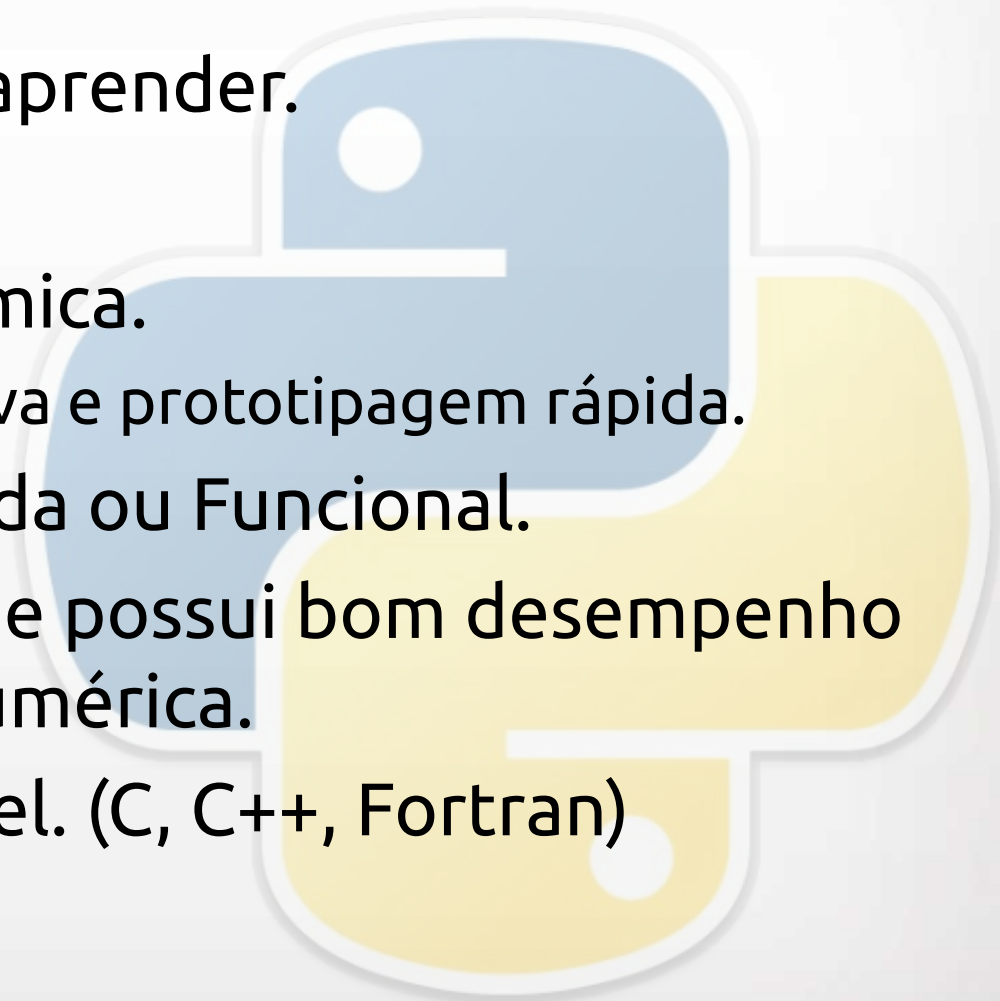 aprender.
mica.
va e prototipagem rápida.
da ou Funcional.
e possui bom desempenho
umérica.
el. (C, C++, Fortran)